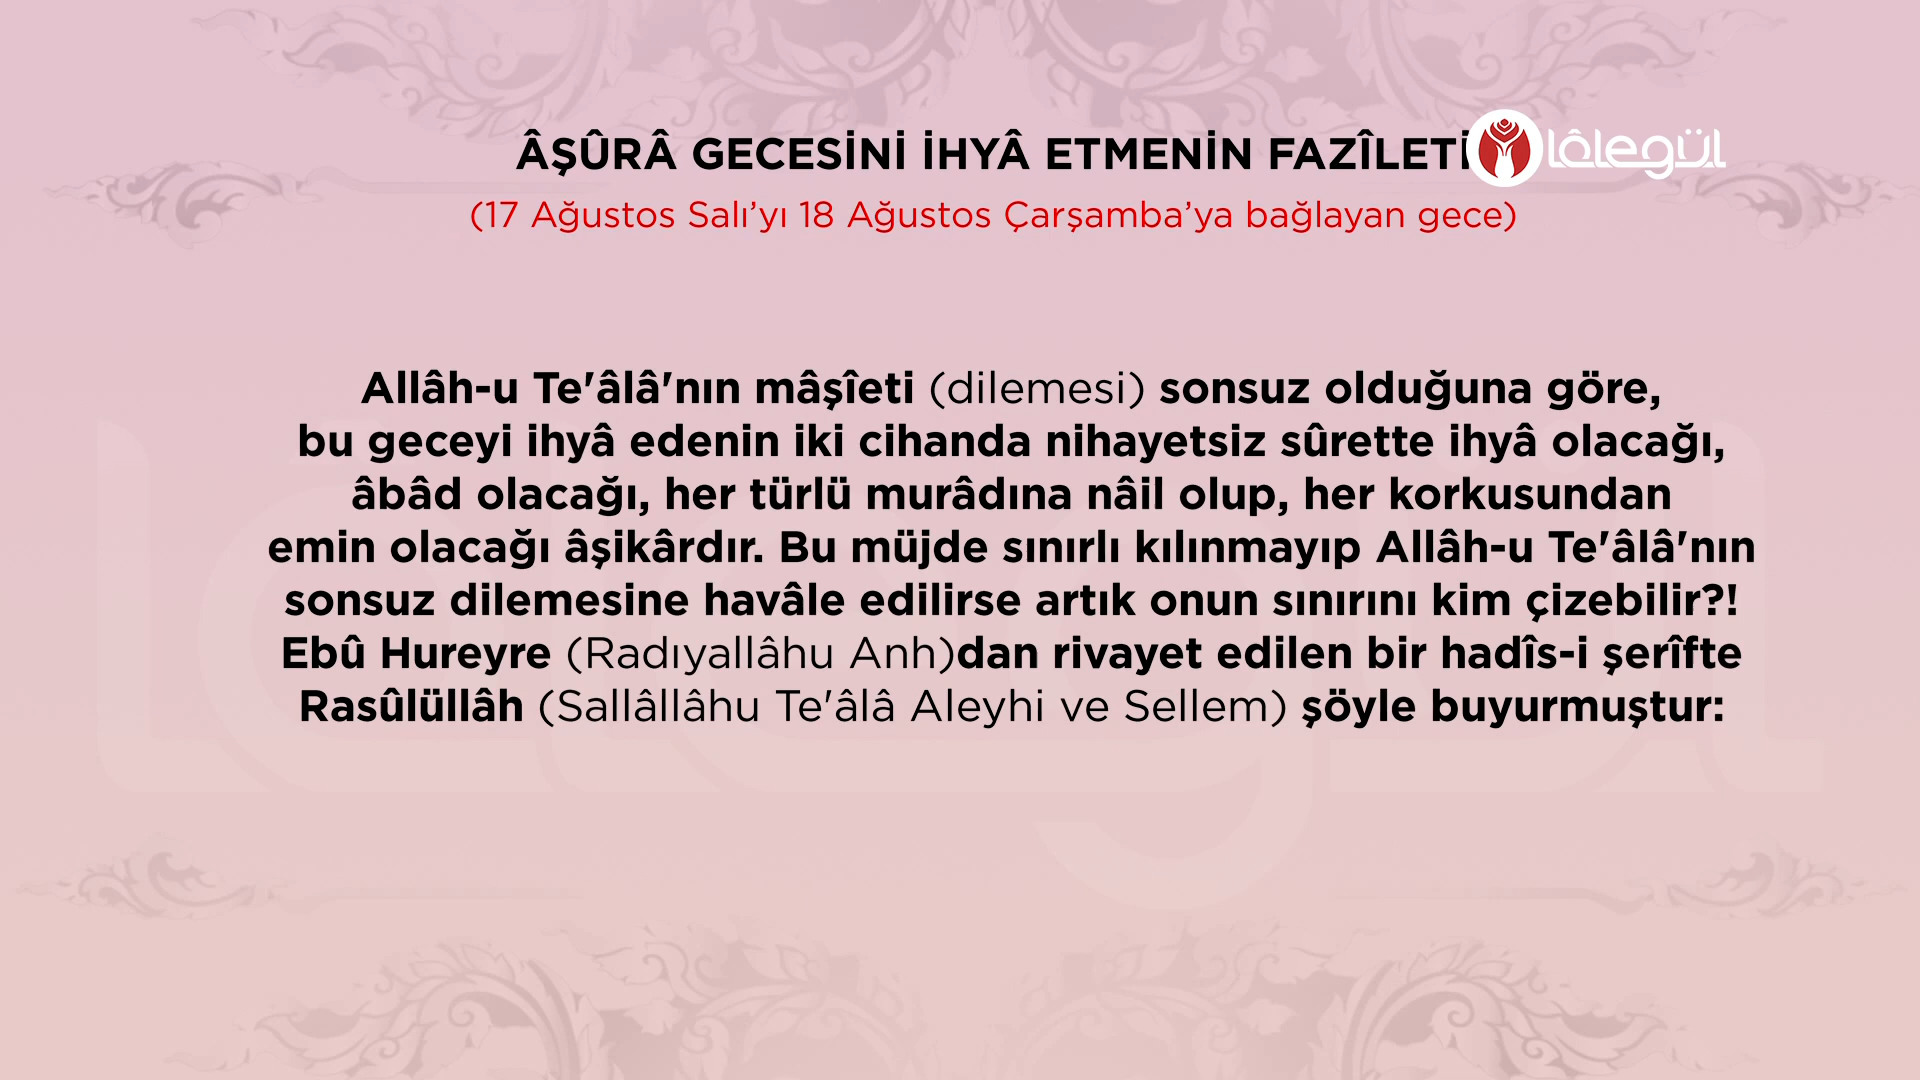 ÂŞÛRÂ GECESİNİ İHYÂ ETMENİN FAZÎLETİ
lâlegül
(17 Ağustos Salı’yı 18 Ağustos Çarşamba’ya bağlayan gece)
Allâh-u Te'âlâ'nın mâşîeti (dilemesi) sonsuz olduğuna göre,
bu geceyi ihyâ edenin iki cihanda nihayetsiz sûrette ihyâ olacağı,
âbâd olacağı, her türlü murâdına nâil olup, her korkusundan
emin olacağı âşikârdır. Bu müjde sınırlı kılınmayıp Allâh-u Te'âlâ'nın
sonsuz dilemesine havâle edilirse artık onun sınırını kim çizebilir?!
Ebû Hureyre (Radıyallâhu Anh)dan rivayet edilen bir hadîs-i şerîfte
Rasûlüllâh (Sallâllâhu Te'âlâ Aleyhi ve Sellem) şöyle buyurmuştur: